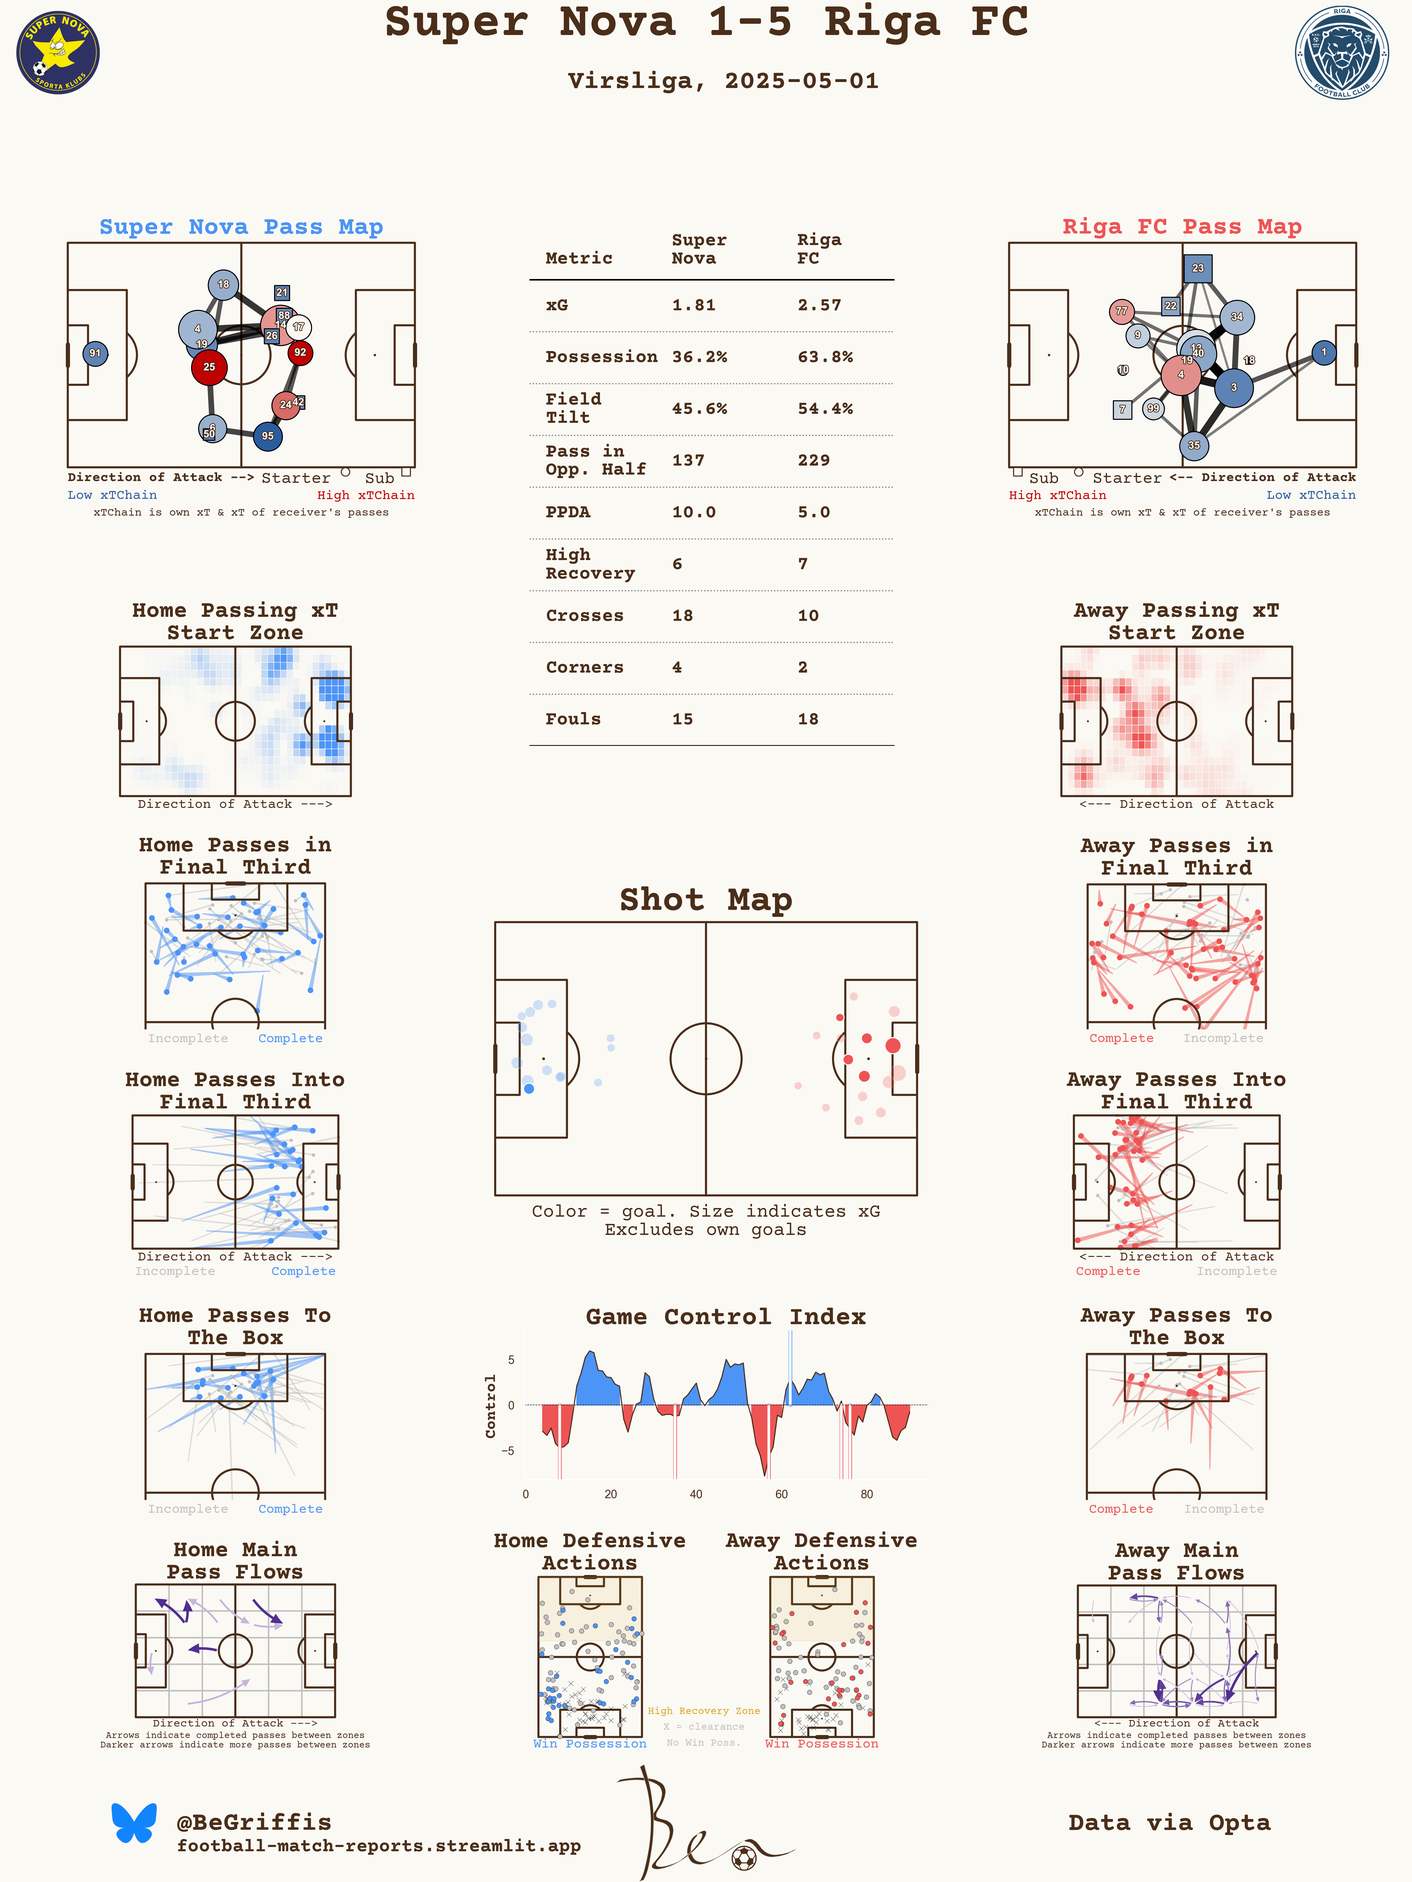 Super Nova 1-5 Riga FC
Virsliga, 2025-05-01
SUPER NOVA
SPORTA KLUBS
RIGA
FOOTBALL CLUB
Super Nova Pass Map
18
21
88
14
17
4
26
19
92
91
25
24
42
50
95
Direction of Attack --> Starter Sub
Low xTChain High xTChain
xTChain is own xT & xT of receiver's passes
Metric Super Nova Riga FC
xG 1.81 2.57
Possession 36.2% 63.8%
Field Tilt 45.6% 54.4%
Pass in Opp. Half 137 229
PPDA 10.0 5.0
High Recovery 6 7
Crosses 18 10
Corners 4 2
Fouls 15 18
Riga FC Pass Map
23
22
77
34
9
13
40
19
18
1
10
4
3
7
99
35
Sub Starter <-- Direction of Attack
High xTChain Low xTChain
xTChain is own xT & xT of receiver's passes
Home Passing xT
Start Zone
Direction of Attack --->
Away Passing xT
Start Zone
<--- Direction of Attack
Home Passes in
Final Third
Incomplete Complete
Away Passes in
Final Third
Complete Incomplete
Shot Map
Color = goal. Size indicates xG
Excludes own goals
Home Passes Into
Final Third
Direction of Attack --->
Incomplete Complete
Away Passes Into
Final Third
<--- Direction of Attack
Complete Incomplete
Home Passes To
The Box
Incomplete Complete
Game Control Index
Control
5
0
−5
0 20 40 60 80
Away Passes To
The Box
Complete Incomplete
Home Main
Pass Flows
Direction of Attack --->
Arrows indicate completed passes between zones
Darker arrows indicate more passes between zones
Home Defensive
Actions
Win Possession
Away Defensive
Actions
Win Possession
High Recovery Zone
X = clearance
No Win Poss.
Away Main
Pass Flows
<--- Direction of Attack
Arrows indicate completed passes between zones
Darker arrows indicate more passes between zones
@BeGriffis
football-match-reports.streamlit.app
Ben
Data via Opta